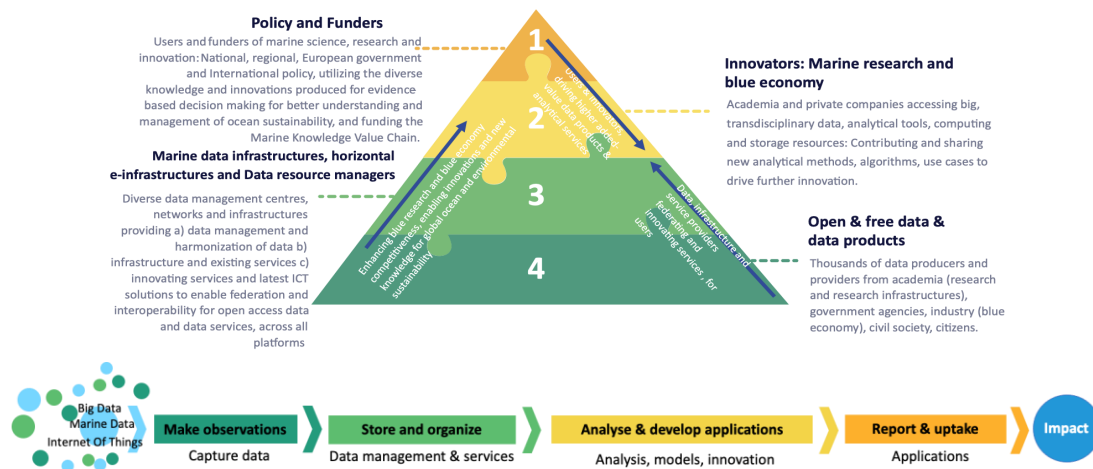 Policy and Funders
Users and funders of marine science, research and
innovation: National, regional, European government
and International policy, utilizing the diverse
knowledge and innovations produced for evidence
based decision making for better understanding and
management of ocean sustainability, and funding the
Marine Knowledge Value Chain.
Marine data infrastructures, horizontal
e-infrastructures and Data resource managers
Diverse data management centres,
networks and infrastructures
providing a) data management and
harmonization of data b)
infrastructure and existing services c)
innovating services and latest ICT
solutions to enable federation and
interoperability for open access data
and data services, across all
platforms
1
2
3
4
Enhancing blue research and blue economy
competitiveness, enabling innovations and new
knowledge for global ocean and environmental
sustainability
Users & Innovators,
driving higher added-
value data products &
analytical services
Data, infrastructure and
service providers
federating and
innovating services , for
users
Innovators: Marine research and
blue economy
Academia and private companies accessing big,
transdisciplinary data, analytical tools, computing
and storage resources: Contributing and sharing
new analytical methods, algorithms, use cases to
drive further innovation.
Open & free data &
data products
Thousands of data producers and
providers from academia (research
and research infrastructures),
government agencies, industry (blue
economy), civil society, citizens.
Big Data
Marine Data
Internet Of Things
Make observations
Capture data
Store and organize
Data management & services
Analyse & develop applications
Analysis, models, innovation
Report & uptake
Applications
Impact